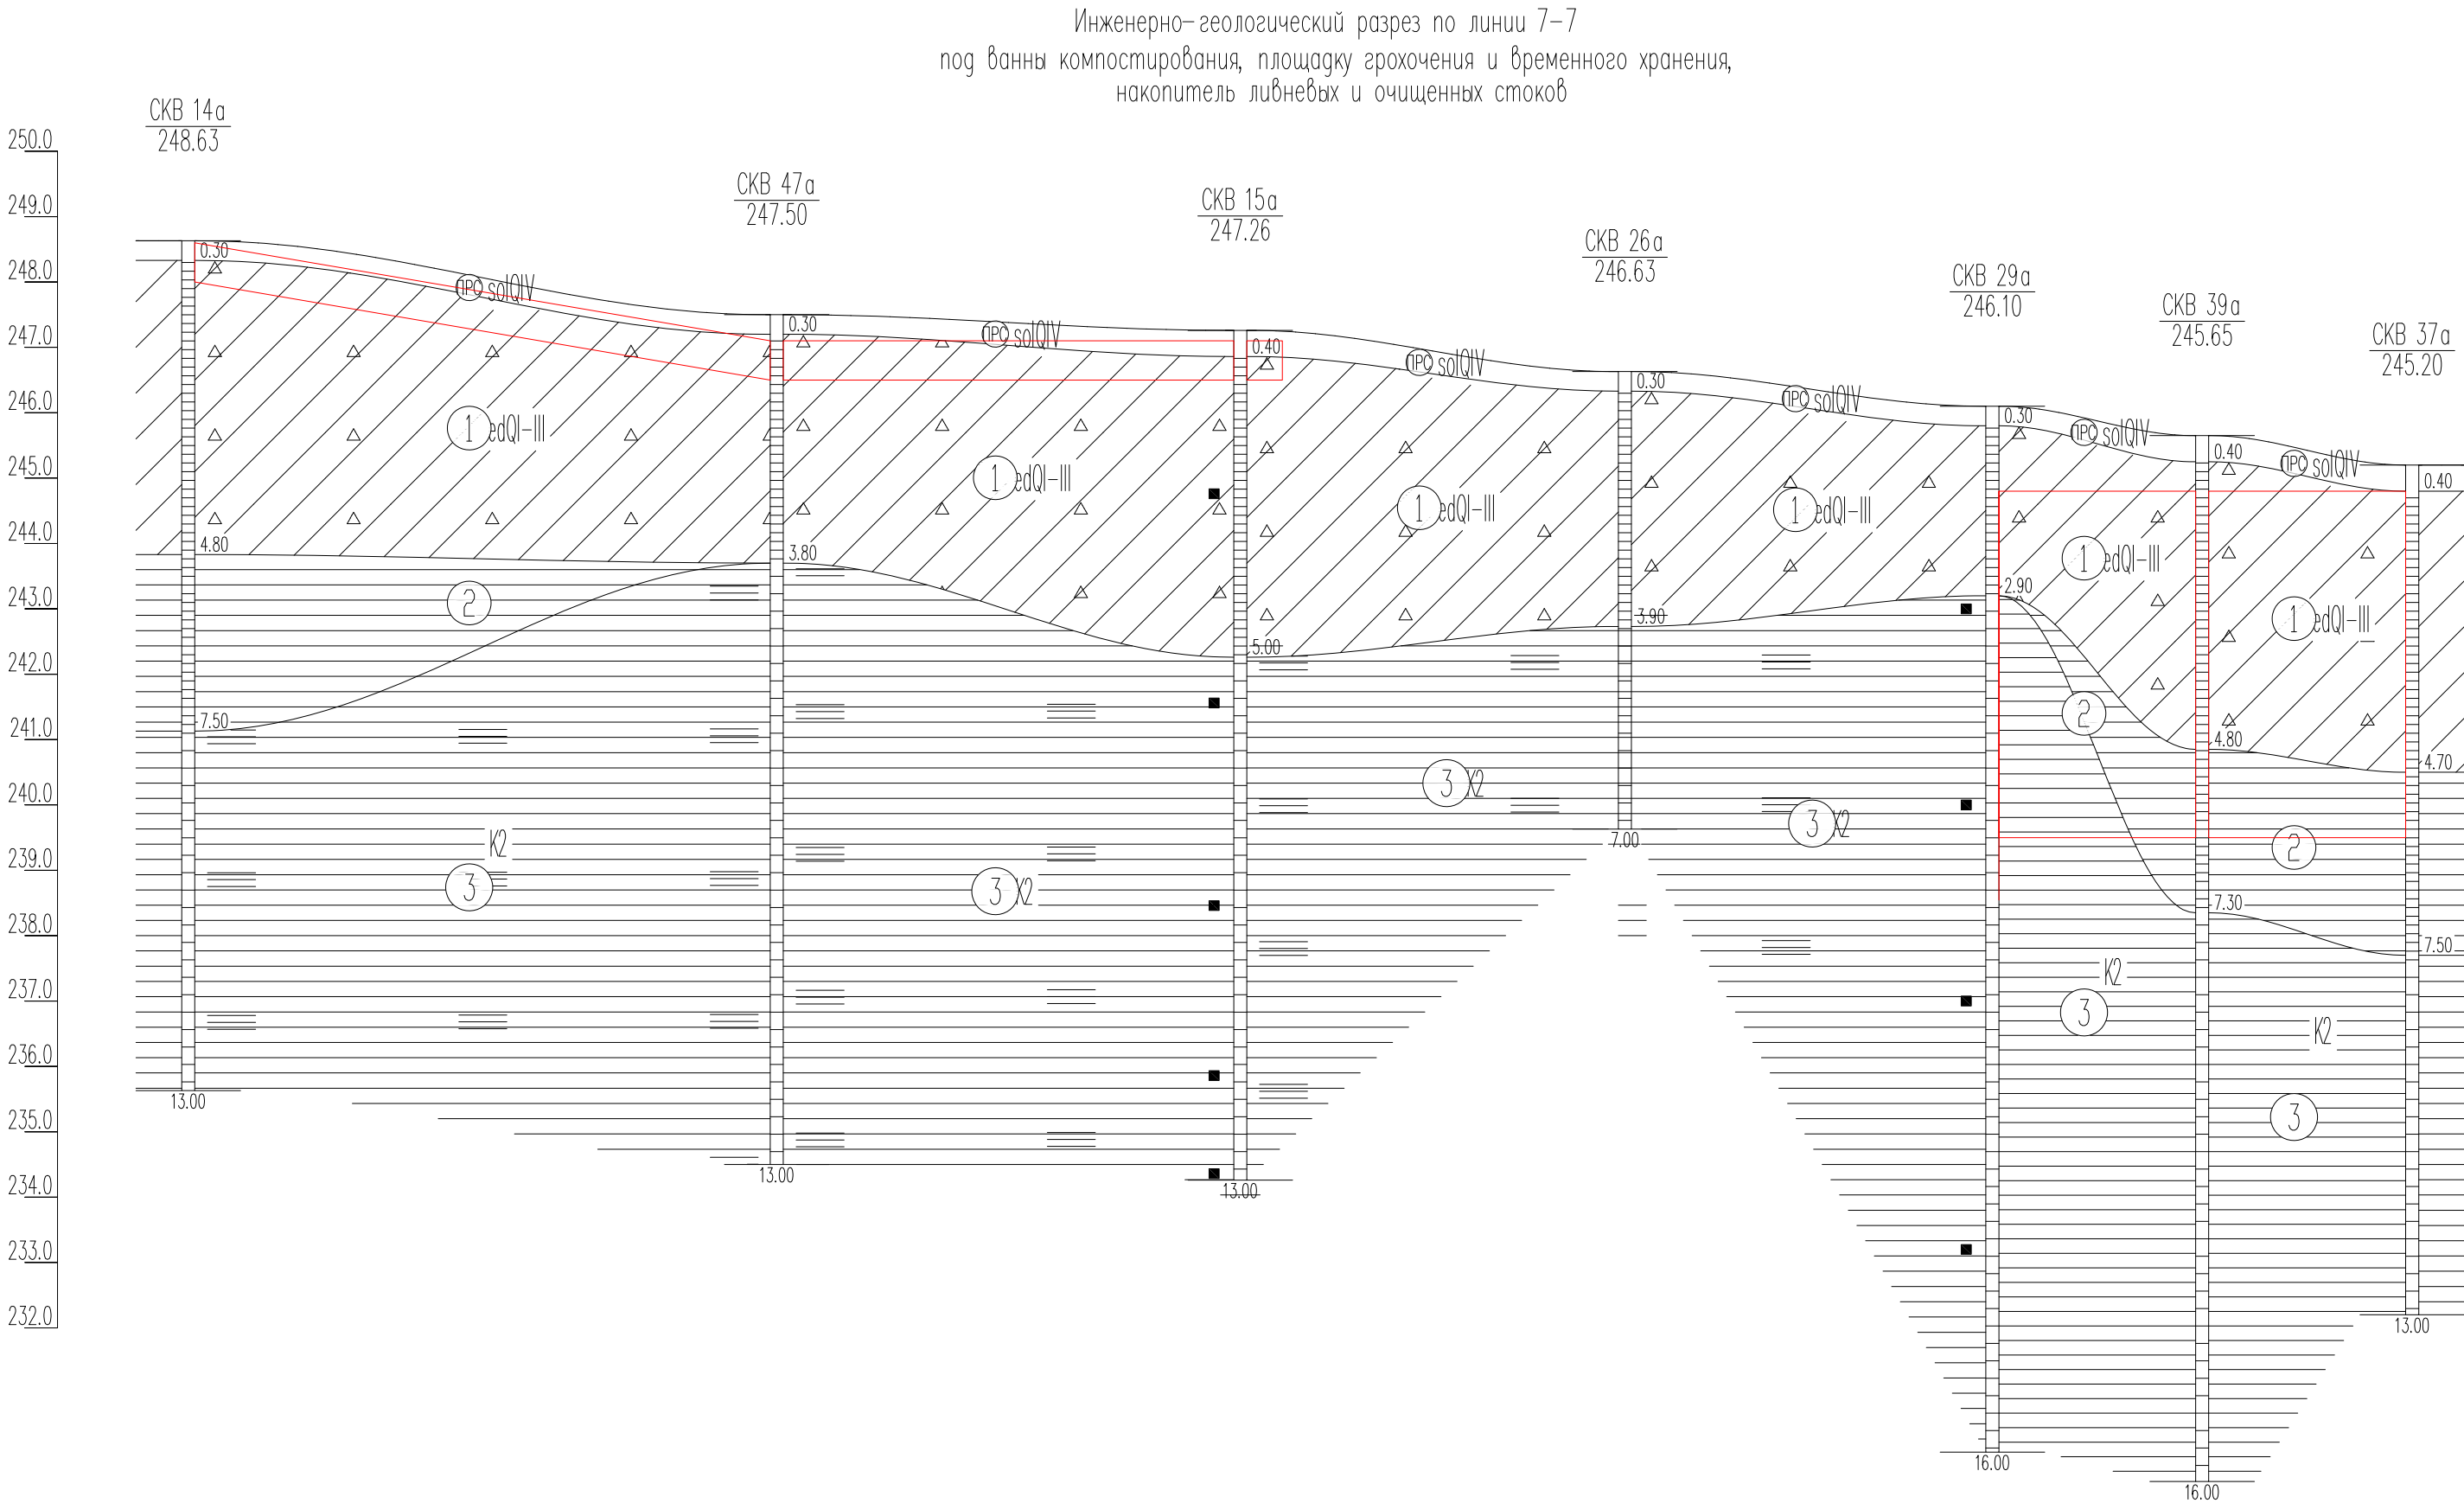 Инженерно-геологический разрез по линии 7-7
под ванны компостирования, площадку грохочения и временного хранения,
накопитель ливневых и очищенных стоков
СКВ 14а
248.63
СКВ 47а
247.50
СКВ 15а
247.26
СКВ 26а
246.63
СКВ 29а
246.10
СКВ 39а
245.65
СКВ 37а
245.20
250.0
249.0
248.0
247.0
246.0
245.0
244.0
243.0
242.0
241.0
240.0
239.0
238.0
237.0
236.0
235.0
234.0
233.0
232.0
0.30
4.80
7.50
13.00
ПРС solQIV
1 edQI-III
2
K2
3
0.30
3.80
13.00
ПРС solQIV
1 edQI-III
3 K2
0.40
5.00
13.00
ПРС solQIV
1 edQI-III
3 K2
0.30
3.90
7.00
ПРС solQIV
1 edQI-III
3 K2
0.30
2.90
16.00
ПРС solQIV
1 edQI-III
2
K2
3
0.40
4.80
7.30
16.00
ПРС solQIV
1 edQI-III
2
K2
3
0.40
4.70
7.50
13.00